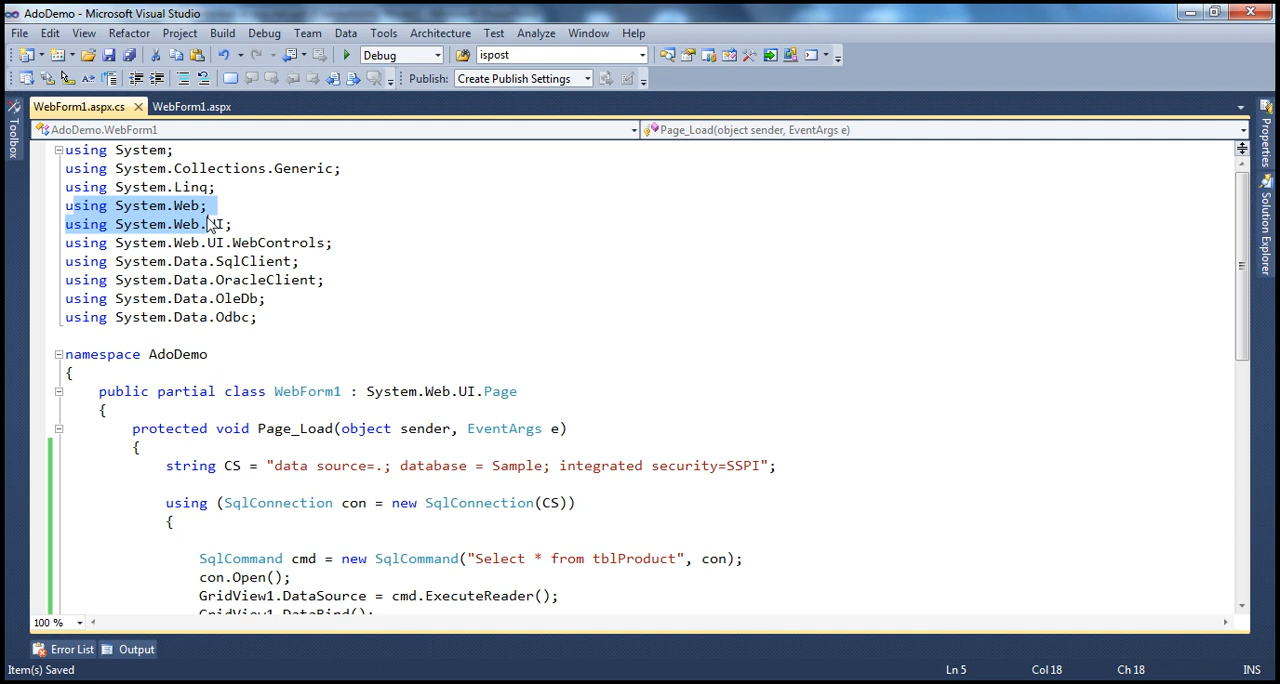 AdoDemo - Microsoft Visual Studio
File Edit View Refactor Project Build Debug Team Data Tools Architecture Test Analyze Window Help
Debug ispost
Publish: Create Publish Settings
WebForm1.aspx.cs WebForm1.aspx
AdoDemo.WebForm1 Page_Load(object sender, EventArgs e)
Toolbox
Properties
Solution Explorer
using System;
using System.Collections.Generic;
using System.Linq;
using System.Web;
using System.Web.UI;
using System.Web.UI.WebControls;
using System.Data.SqlClient;
using System.Data.OracleClient;
using System.Data.OleDb;
using System.Data.Odbc;
namespace AdoDemo
{
public partial class WebForm1 : System.Web.UI.Page
{
protected void Page_Load(object sender, EventArgs e)
{
string CS = "data source=.; database = Sample; integrated security=SSPI";
using (SqlConnection con = new SqlConnection(CS))
{
SqlCommand cmd = new SqlCommand("Select * from tblProduct", con);
con.Open();
GridView1.DataSource = cmd.ExecuteReader();
GridView1.DataBind();
100 %
Error List Output
Item(s) Saved Ln 5 Col 18 Ch 18 INS